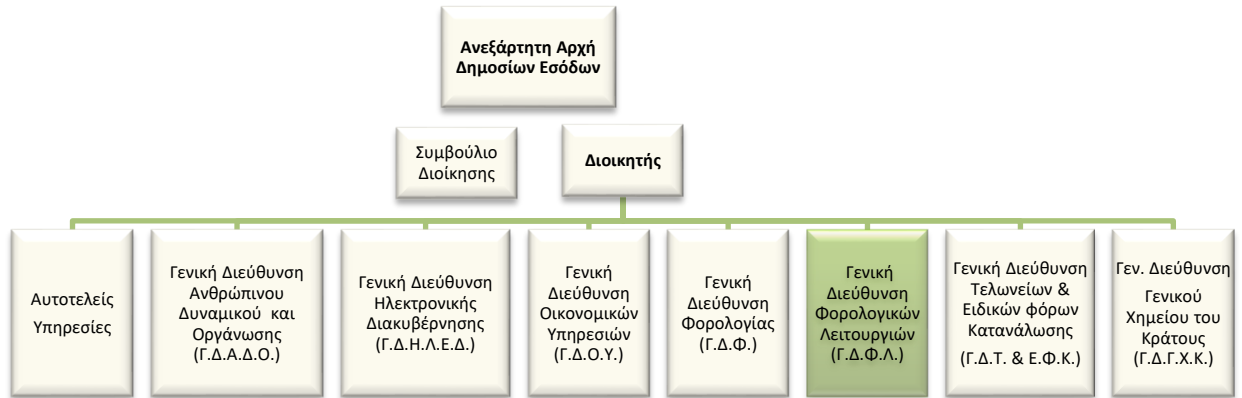 Ανεξάρτητη Αρχή
Δημοσίων Εσόδων
Συμβούλιο
Διοίκησης
Διοικητής
Αυτοτελείς
Υπηρεσίες
Γενική Διεύθυνση
Ανθρώπινου
Δυναμικού και
Οργάνωσης
(Γ.Δ.Α.Δ.Ο.)
Γενική Διεύθυνση
Ηλεκτρονικής
Διακυβέρνησης
(Γ.Δ.Η.Λ.Ε.Δ.)
Γενική
Διεύθυνση
Οικονομικών
Υπηρεσιών
(Γ.Δ.Ο.Υ.)
Γενική
Διεύθυνση
Φορολογίας
(Γ.Δ.Φ.)
Γενική
Διεύθυνση
Φορολογικών
Λειτουργιών
(Γ.Δ.Φ.Λ.)
Γενική Διεύθυνση
Τελωνείων &
Ειδικών φόρων
Κατανάλωσης
(Γ.Δ.Τ. & Ε.Φ.Κ.)
Γεν. Διεύθυνση
Γενικού
Χημείου του
Κράτους
(Γ.Δ.Γ.Χ.Κ.)